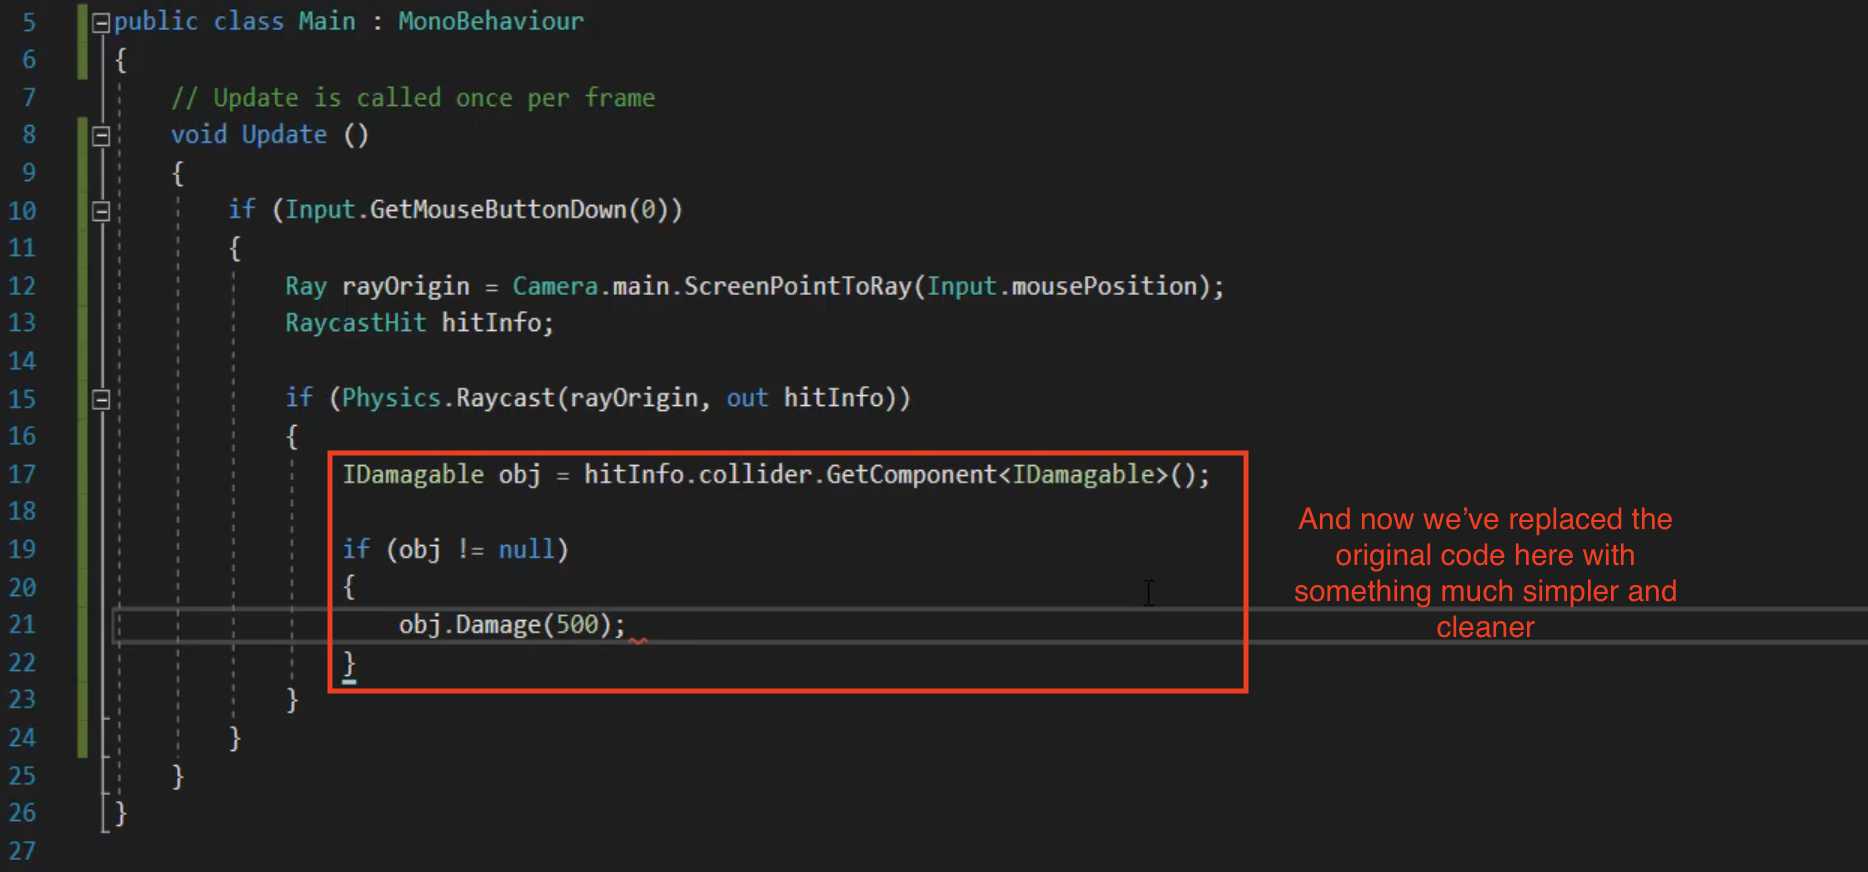 5 public class Main : MonoBehaviour
6 {
7 // Update is called once per frame
8 void Update ()
9 {
10 if (Input.GetMouseButtonDown(0))
11 {
12 Ray rayOrigin = Camera.main.ScreenPointToRay(Input.mousePosition);
13 RaycastHit hitInfo;
14
15 if (Physics.Raycast(rayOrigin, out hitInfo))
16 {
17 IDamagable obj = hitInfo.collider.GetComponent<IDamagable>();
18
19 if (obj != null)
20 {
21 obj.Damage(500);
22 }
23 }
24 }
25 }
26 }
27
And now we've replaced the
original code here with
something much simpler and
cleaner